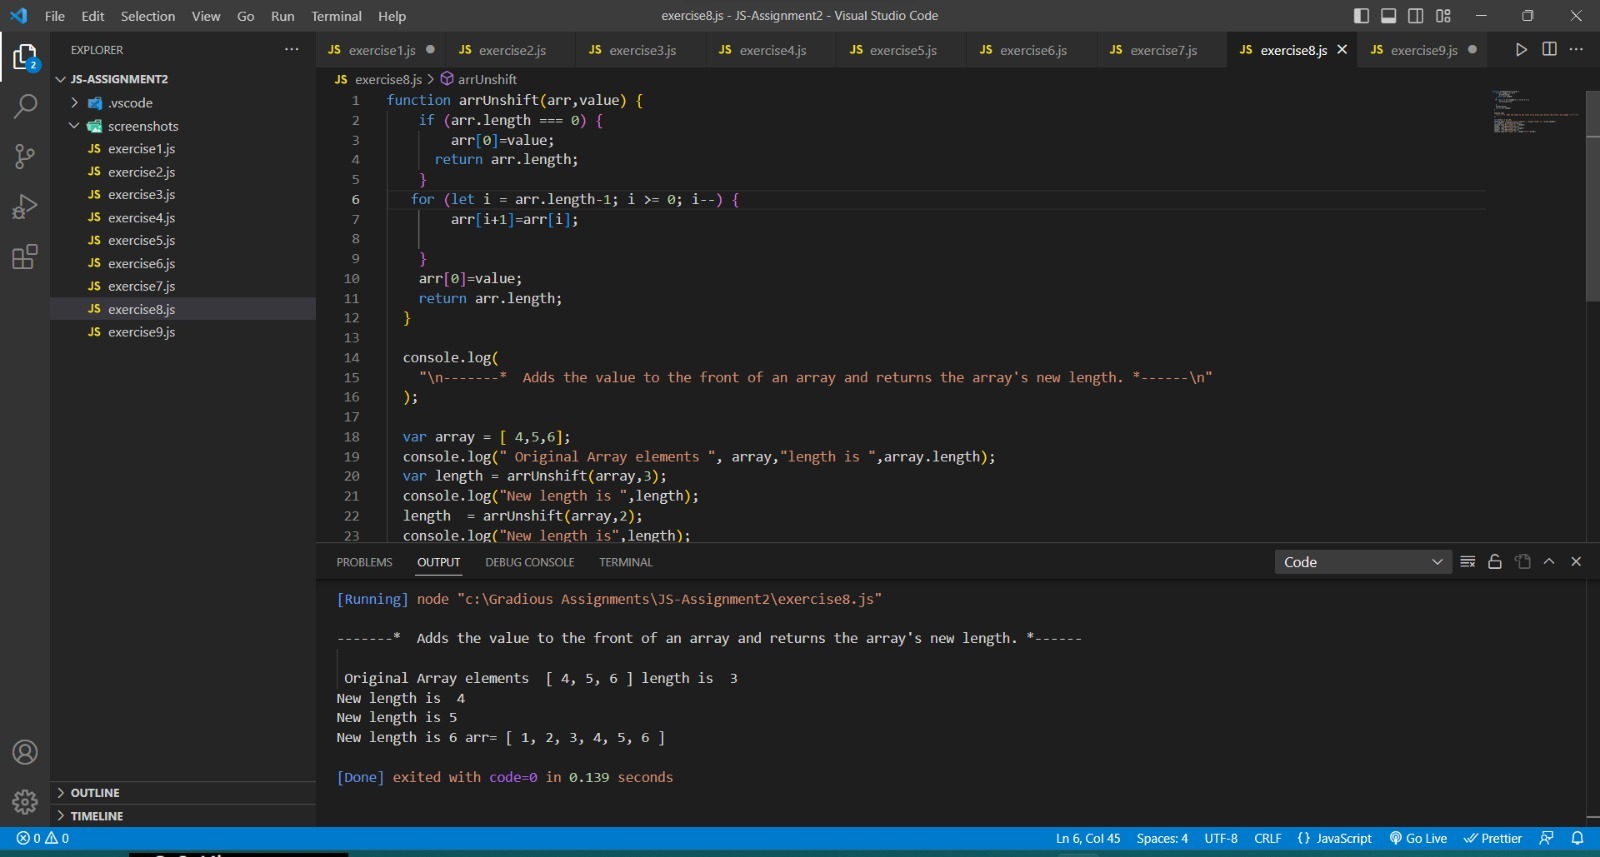 File Edit Selection View Go Run Terminal Help
exercise8.js - JS-Assignment2 - Visual Studio Code
2
EXPLORER
JS-ASSIGNMENT2
.vscode
screenshots
JS exercise1.js
JS exercise2.js
JS exercise3.js
JS exercise4.js
JS exercise5.js
JS exercise6.js
JS exercise7.js
JS exercise8.js
JS exercise9.js
OUTLINE
TIMELINE
JS exercise1.js JS exercise2.js JS exercise3.js JS exercise4.js JS exercise5.js JS exercise6.js JS exercise7.js JS exercise8.js JS exercise9.js
JS exercise8.js > arrUnshift
1 function arrUnshift(arr,value) {
2 if (arr.length === 0) {
3 arr[0]=value;
4 return arr.length;
5 }
6 for (let i = arr.length-1; i >= 0; i--) {
7 arr[i+1]=arr[i];
8
9 }
10 arr[0]=value;
11 return arr.length;
12 }
13
14 console.log(
15 "\n-------* Adds the value to the front of an array and returns the array's new length. *------\n"
16 );
17
18 var array = [ 4,5,6];
19 console.log(" Original Array elements ", array,"length is ",array.length);
20 var length = arrUnshift(array,3);
21 console.log("New length is ",length);
22 length = arrUnshift(array,2);
23 console.log("New length is",length);
PROBLEMS OUTPUT DEBUG CONSOLE TERMINAL
Code
[Running] node "c:\Gradious Assignments\JS-Assignment2\exercise8.js"
-------* Adds the value to the front of an array and returns the array's new length. *------
Original Array elements [ 4, 5, 6 ] length is 3
New length is 4
New length is 5
New length is 6 arr= [ 1, 2, 3, 4, 5, 6 ]
[Done] exited with code=0 in 0.139 seconds
0 0
Ln 6, Col 45 Spaces: 4 UTF-8 CRLF {} JavaScript Go Live Prettier